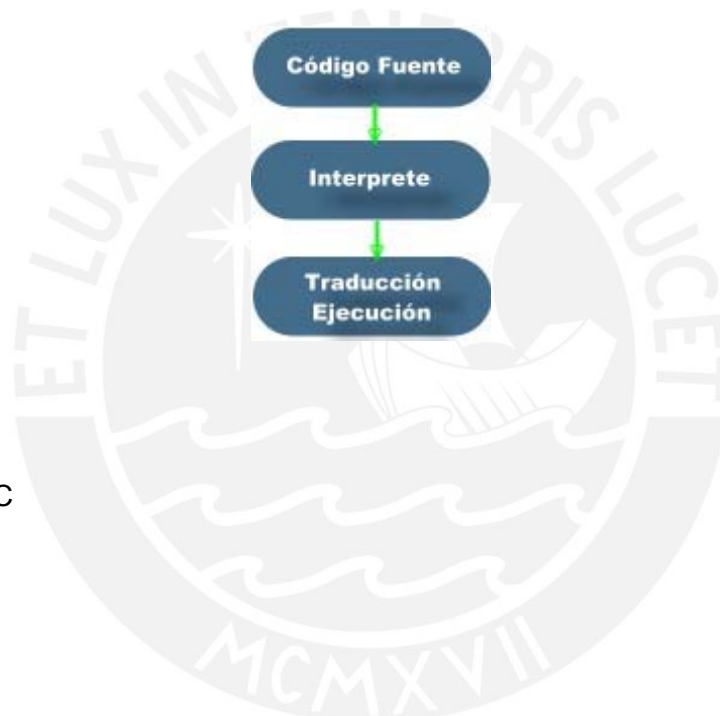 Código Fuente
Interprete
Traducción
Ejecución
C
ET LUX IN TENEBRIS LUCET
MCMXVII